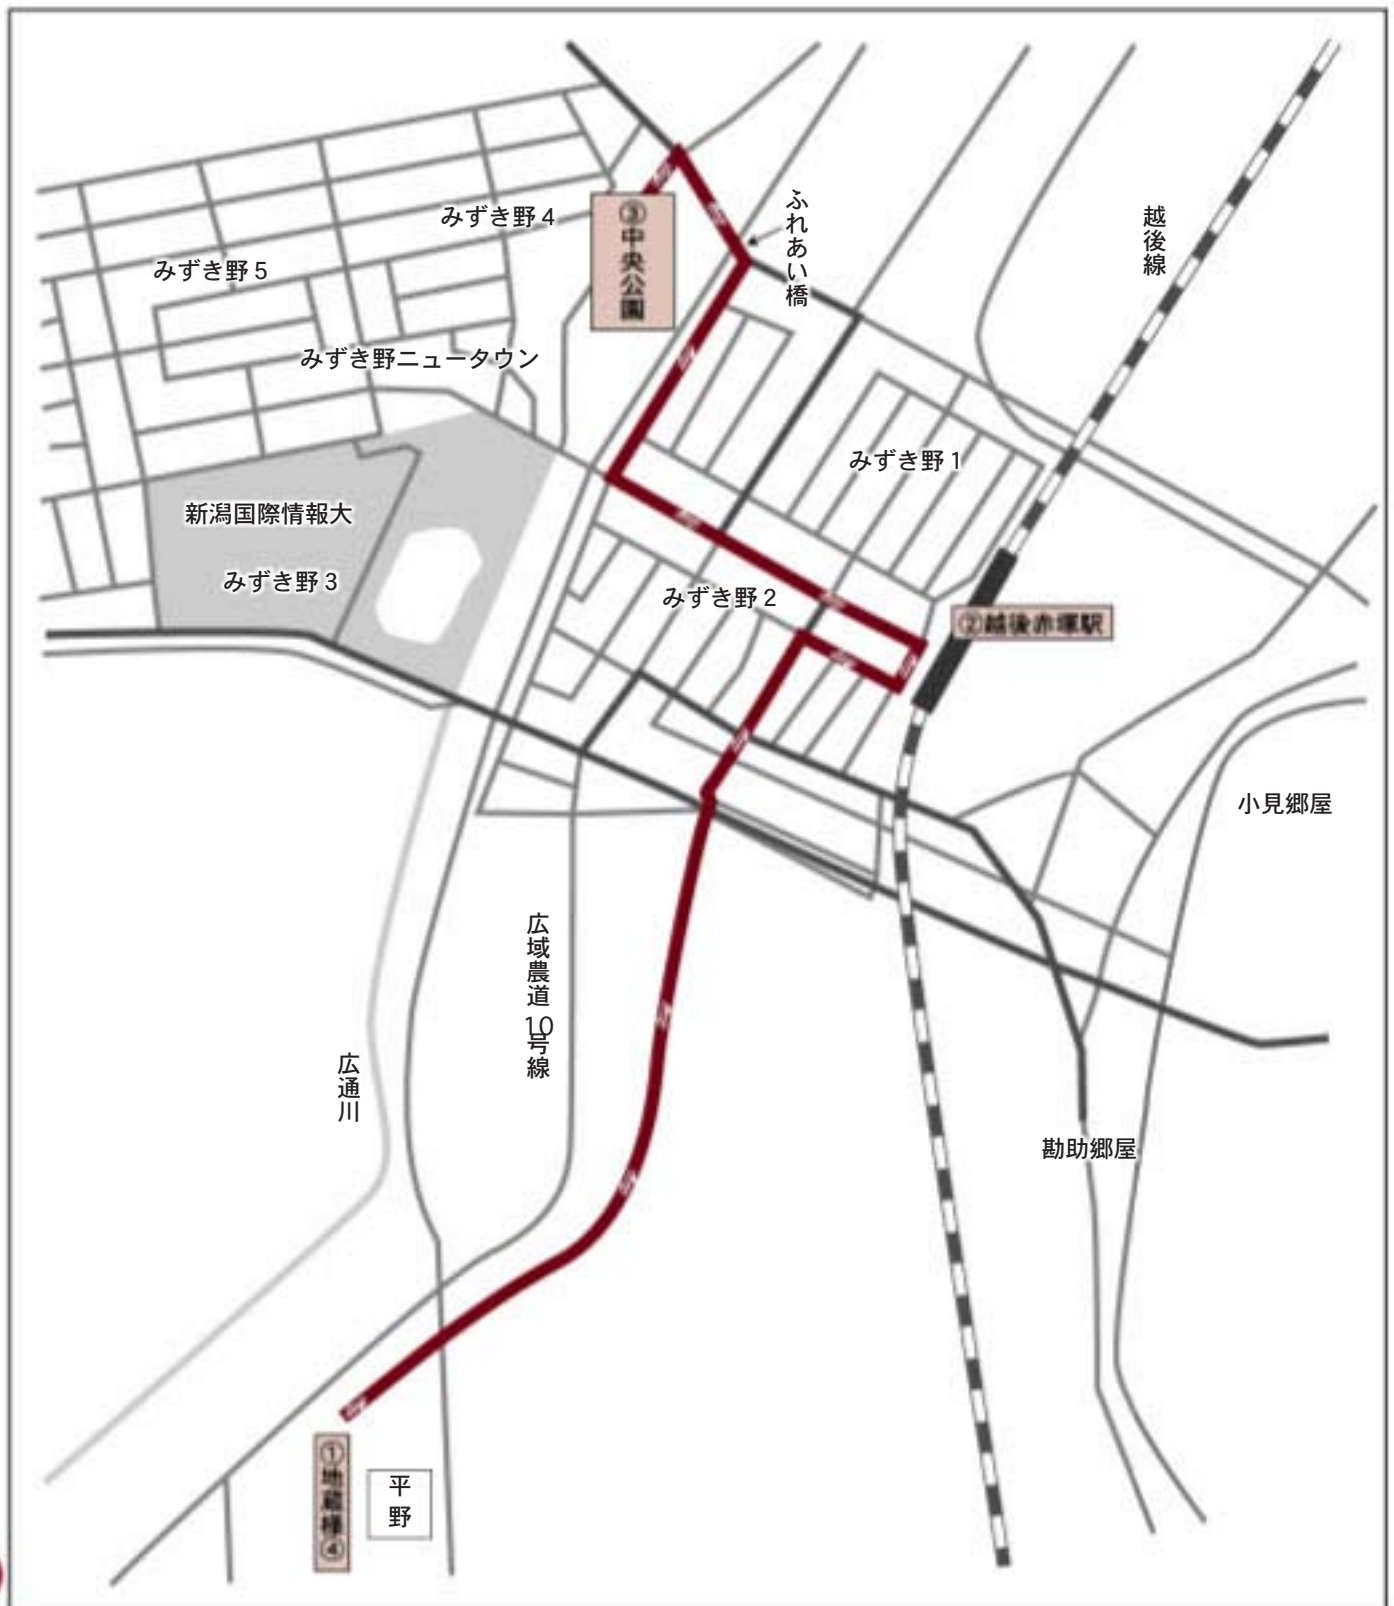 ふれあい橋
越後線
③中央公園
みずき野4
みずき野5
みずき野ニュータウン
みずき野1
新潟国際情報大
みずき野3
みずき野2
②越後赤塚駅
小見郷屋
広域農道10号線
広通川
勘助郷屋
①地蔵様④
平野